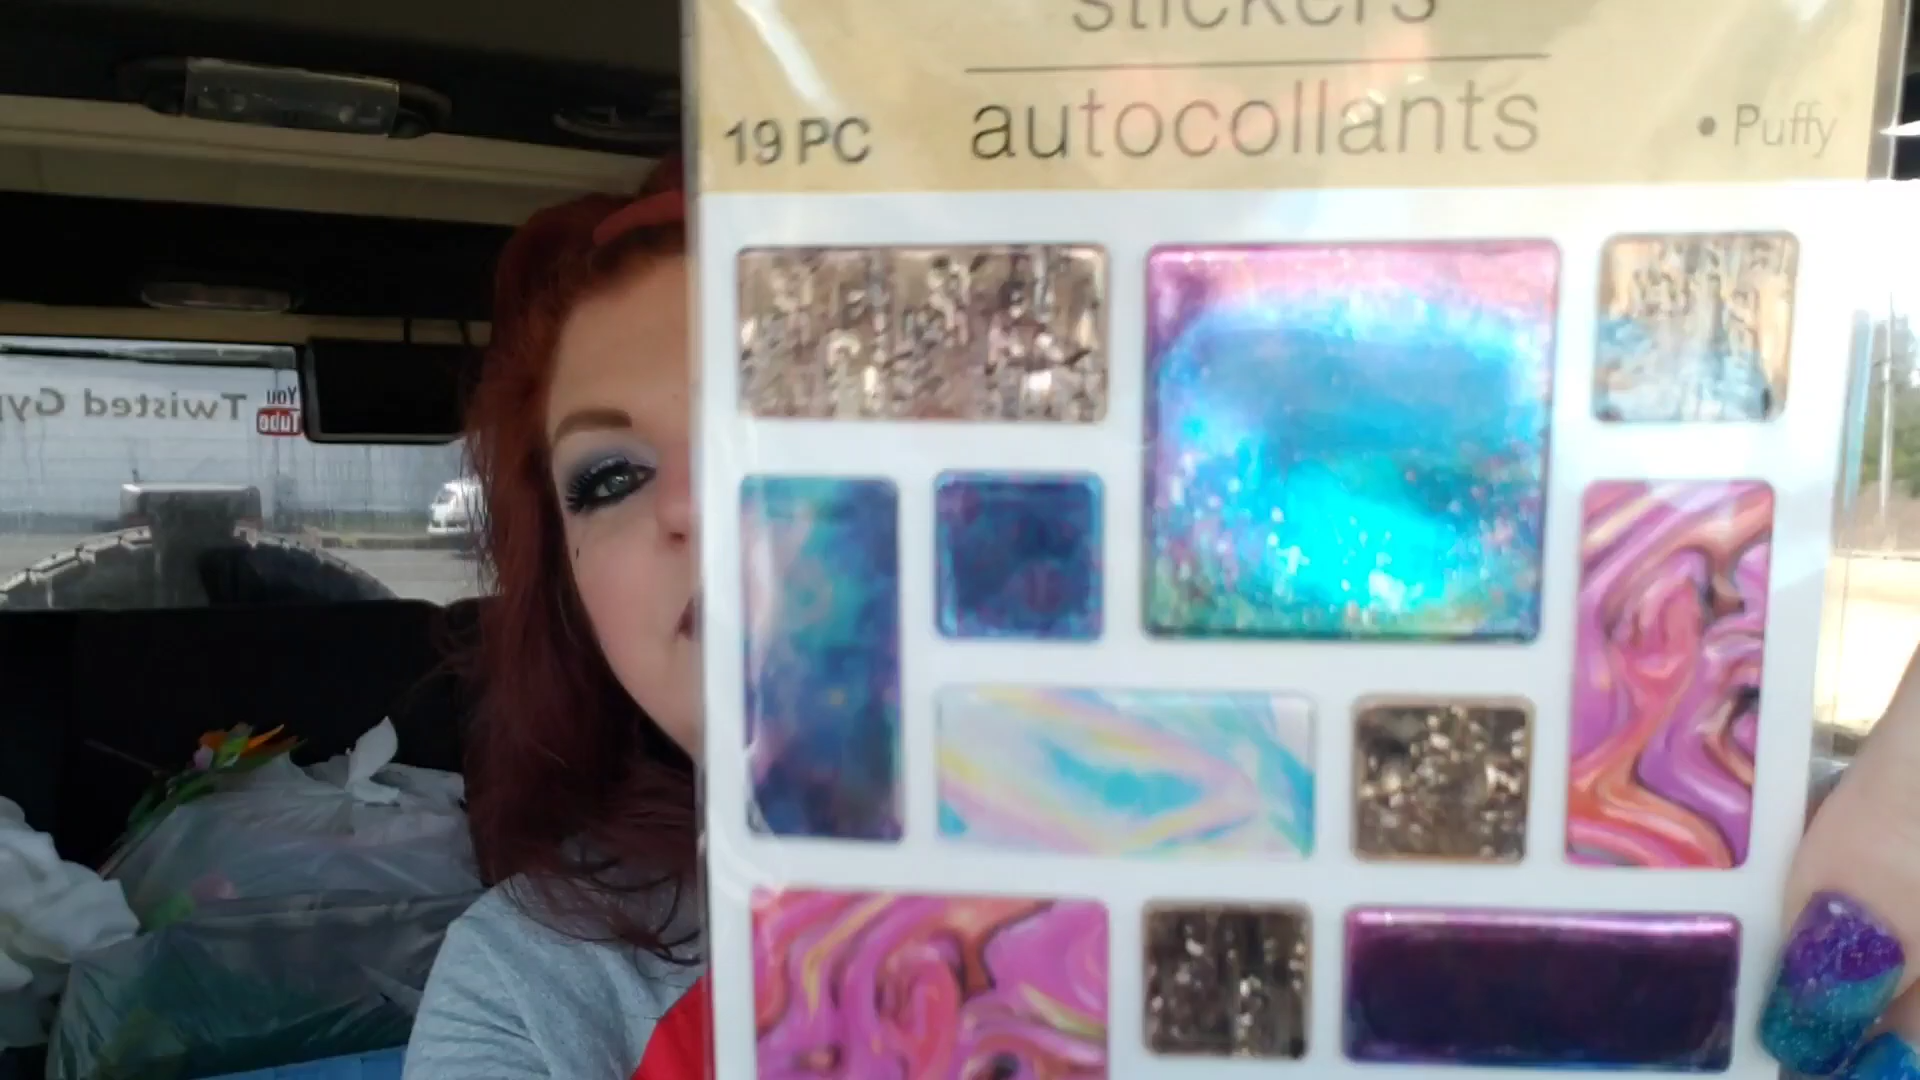 stickers
19 PC
autocollants
• Puffy
Twisted Gy
You
Tube